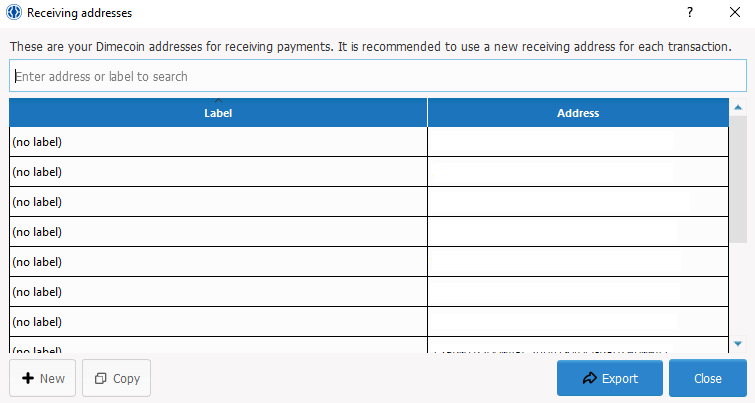 Receiving addresses
These are your Dimecoin addresses for receiving payments. It is recommended to use a new receiving address for each transaction.
Enter address or label to search
Label Address
(no label)
(no label)
(no label)
(no label)
(no label)
(no label)
(no label)
(no label)
New Copy Export Close